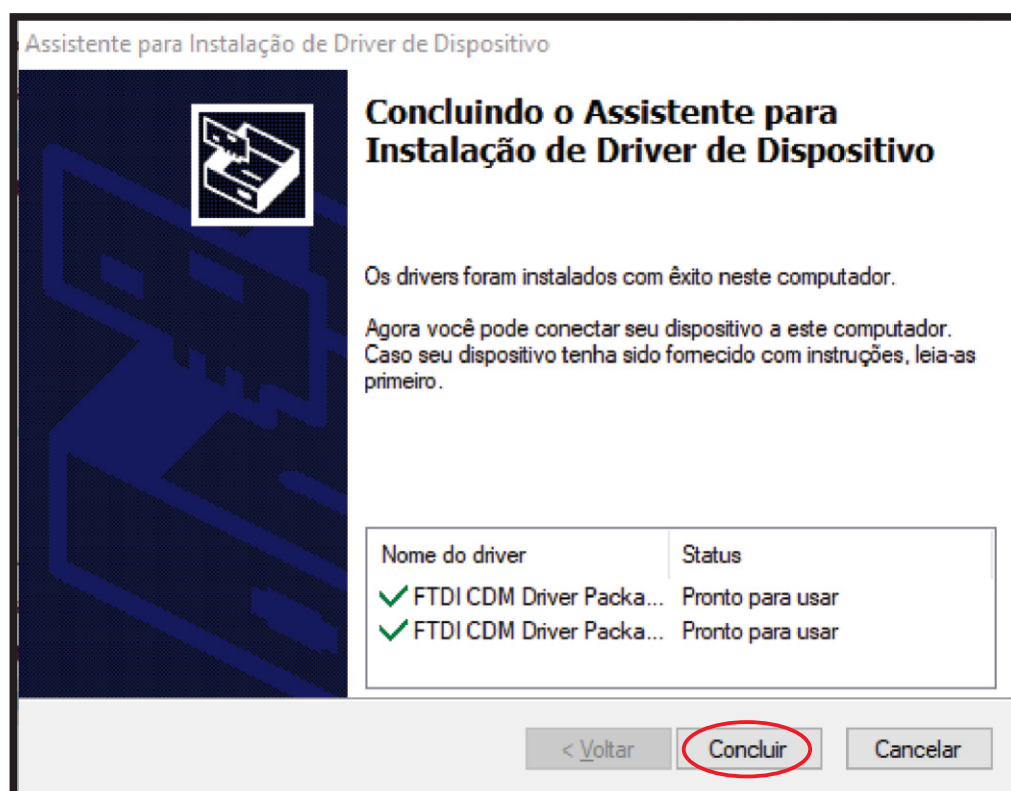 Assistente para Instalação de Driver de Dispositivo
Concluindo o Assistente para
Instalação de Driver de Dispositivo
Os drivers foram instalados com êxito neste computador.
Agora você pode conectar seu dispositivo a este computador.
Caso seu dispositivo tenha sido fornecido com instruções, leia-as
primeiro.
Nome do driver Status
FTDI CDM Driver Packa... Pronto para usar
FTDI CDM Driver Packa... Pronto para usar
< Voltar Concluir Cancelar